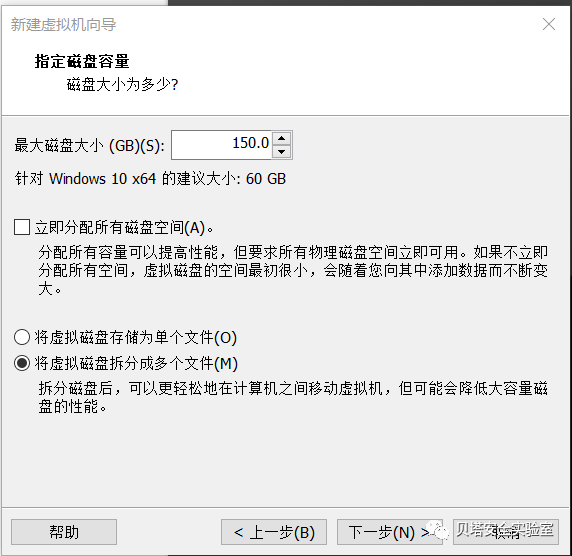 新建虚拟机向导
指定磁盘容量
磁盘大小为多少?
最大磁盘大小 (GB)(S): 150.0
针对 Windows 10 x64 的建议大小: 60 GB
立即分配所有磁盘空间(A)。
分配所有容量可以提高性能，但要求所有物理磁盘空间立即可用。如果不立即
分配所有空间，虚拟磁盘的空间最初很小，会随着您向其中添加数据而不断变
大。
将虚拟磁盘存储为单个文件(O)
将虚拟磁盘拆分成多个文件(M)
拆分磁盘后，可以更轻松地在计算机之间移动虚拟机，但可能会降低大容量磁
盘的性能。
帮助 < 上一步(B) 下一步(N) > 取消
贝塔安全实验室